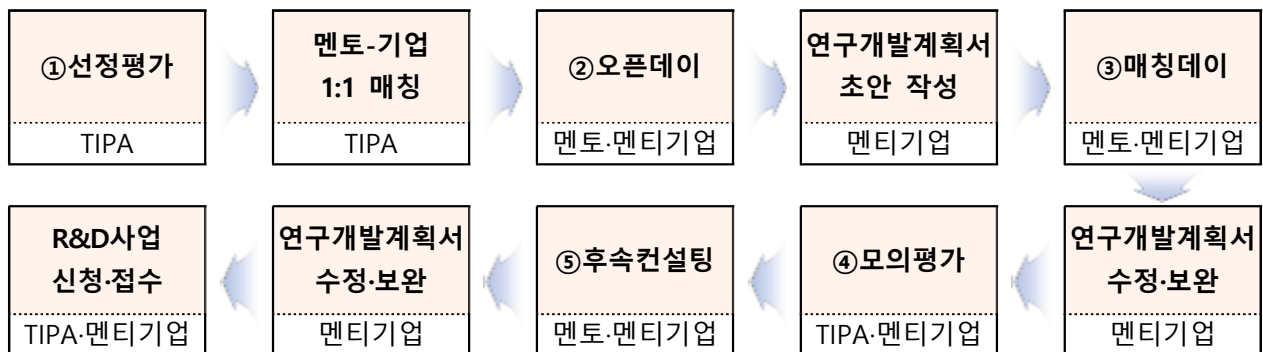 ①선정평가
TIPA
멘토-기업
1:1 매칭
TIPA
②오픈데이
멘토·멘티기업
연구개발계획서
초안 작성
멘티기업
③매칭데이
멘토·멘티기업
연구개발계획서
수정·보완
멘티기업
④모의평가
TIPA·멘티기업
⑤후속컨설팅
멘토·멘티기업
연구개발계획서
수정·보완
멘티기업
R&D사업
신청·접수
TIPA·멘티기업